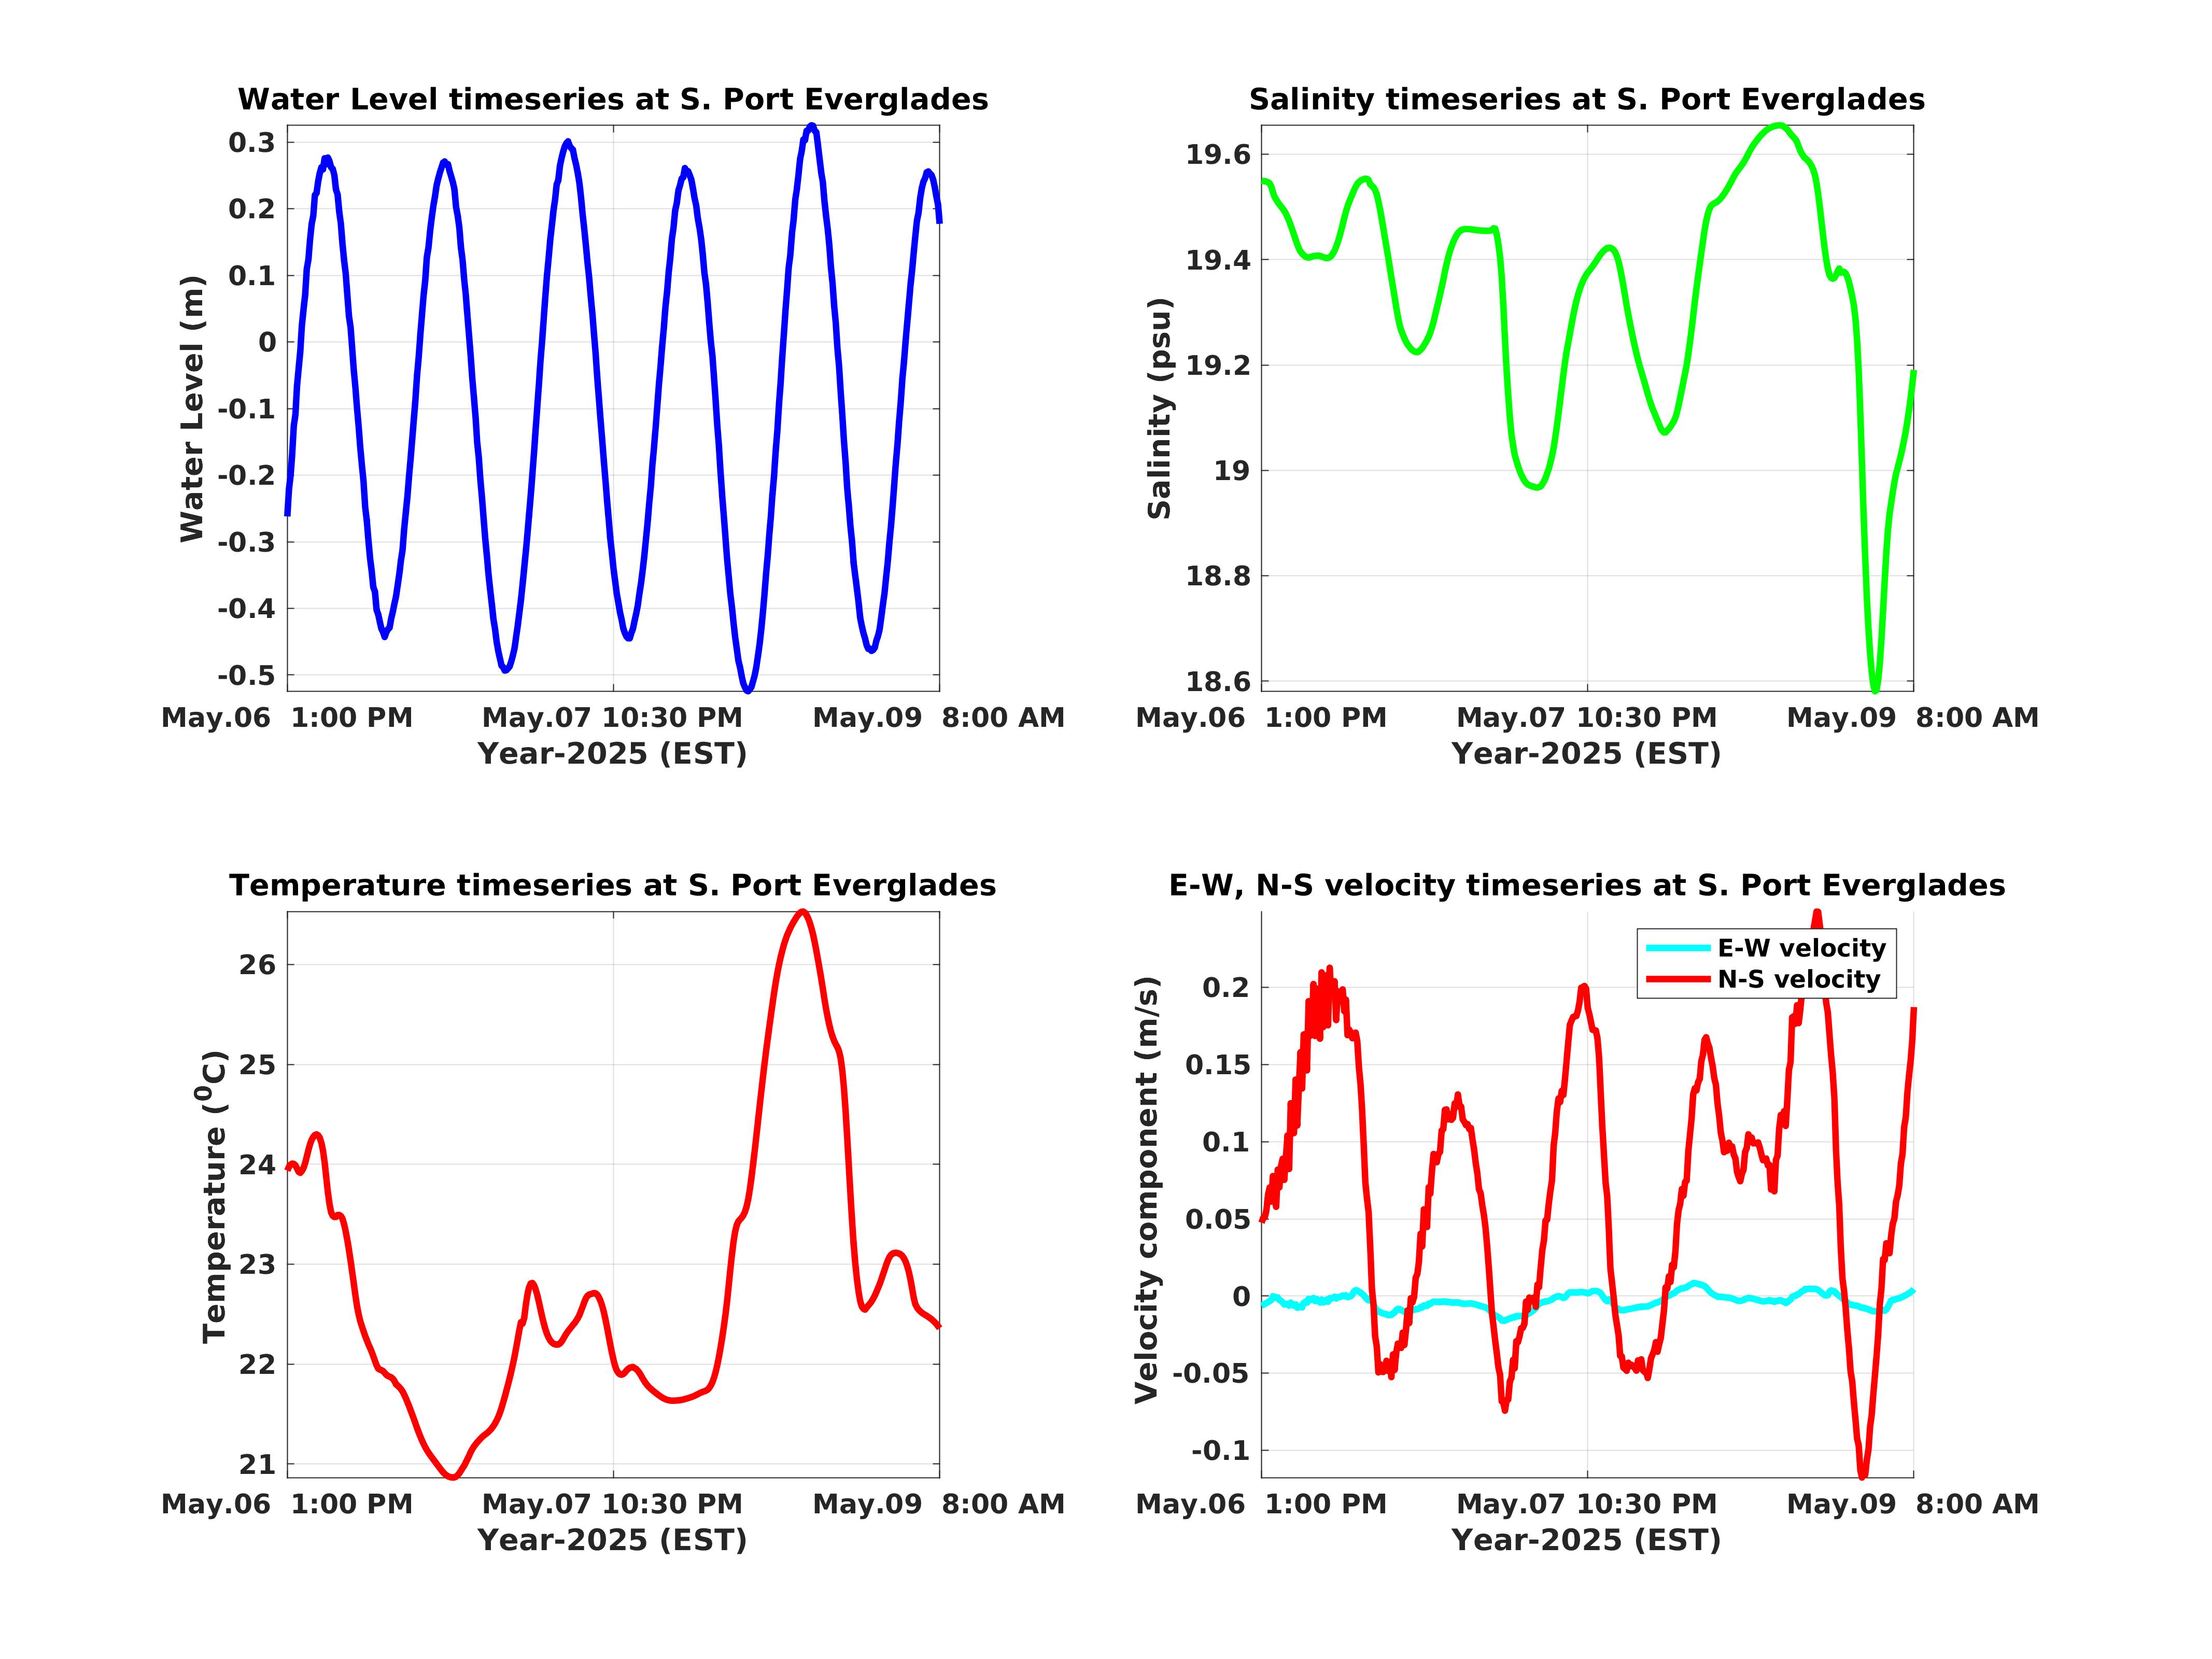 Water Level timeseries at S. Port Everglades
0.3
0.2
0.1
0
-0.1
-0.2
-0.3
-0.4
-0.5
Water Level (m)
May.06 1:00 PM May.07 10:30 PM May.09 8:00 AM
Year-2025 (EST)
Salinity timeseries at S. Port Everglades
19.6
19.4
19.2
19
18.8
18.6
Salinity (psu)
May.06 1:00 PM May.07 10:30 PM May.09 8:00 AM
Year-2025 (EST)
Temperature timeseries at S. Port Everglades
26
25
24
23
22
21
Temperature (⁰C)
May.06 1:00 PM May.07 10:30 PM May.09 8:00 AM
Year-2025 (EST)
E-W, N-S velocity timeseries at S. Port Everglades
E-W velocity
N-S velocity
0.2
0.15
0.1
0.05
0
-0.05
-0.1
Velocity component (m/s)
May.06 1:00 PM May.07 10:30 PM May.09 8:00 AM
Year-2025 (EST)